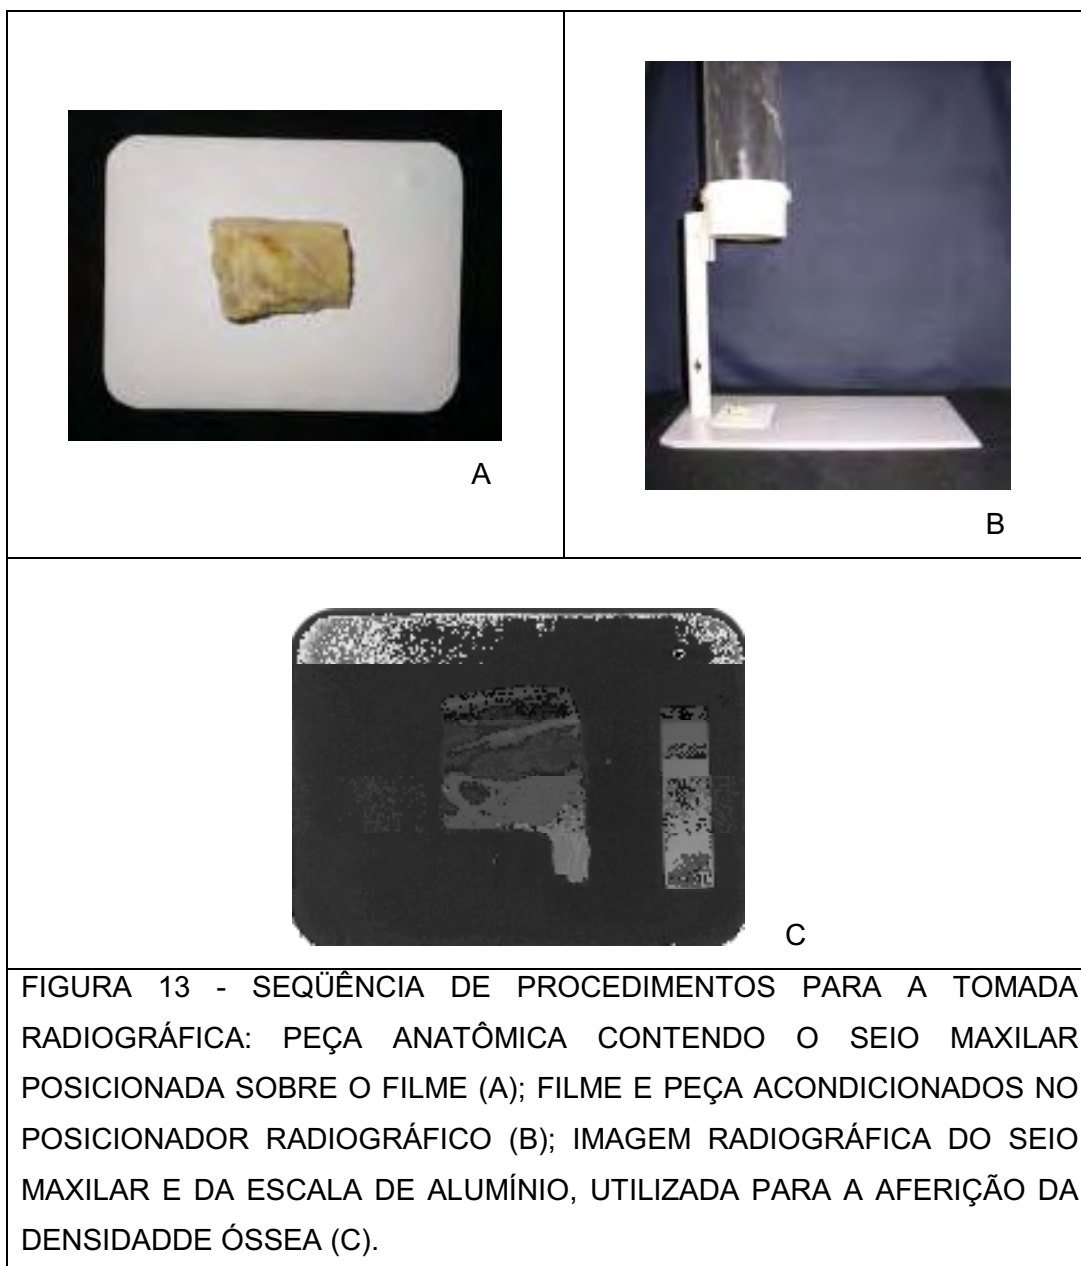 A
B
C
FIGURA 13 - SEQÜÊNCIA DE PROCEDIMENTOS PARA A TOMADA
RADIOGRÁFICA: PEÇA ANATÔMICA CONTENDO O SEIO MAXILAR
POSICIONADA SOBRE O FILME (A); FILME E PEÇA ACONDICIONADOS NO
POSICIONADOR RADIOGRÁFICO (B); IMAGEM RADIOGRÁFICA DO SEIO
MAXILAR E DA ESCALA DE ALUMÍNIO, UTILIZADA PARA A AFERIÇÃO DA
DENSIDADDE ÓSSEA (C).